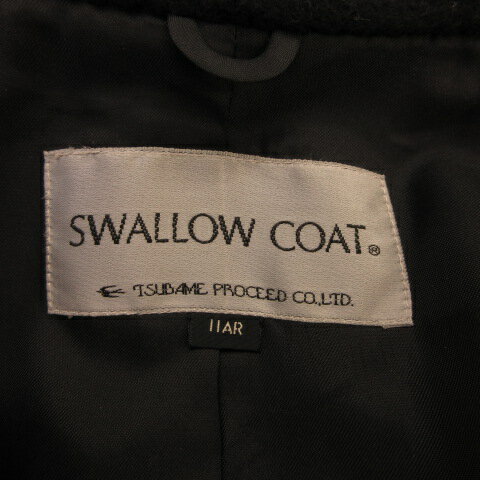 SWALLOW COAT®
TSUBAME PROCEED CO.,LTD.
11AR